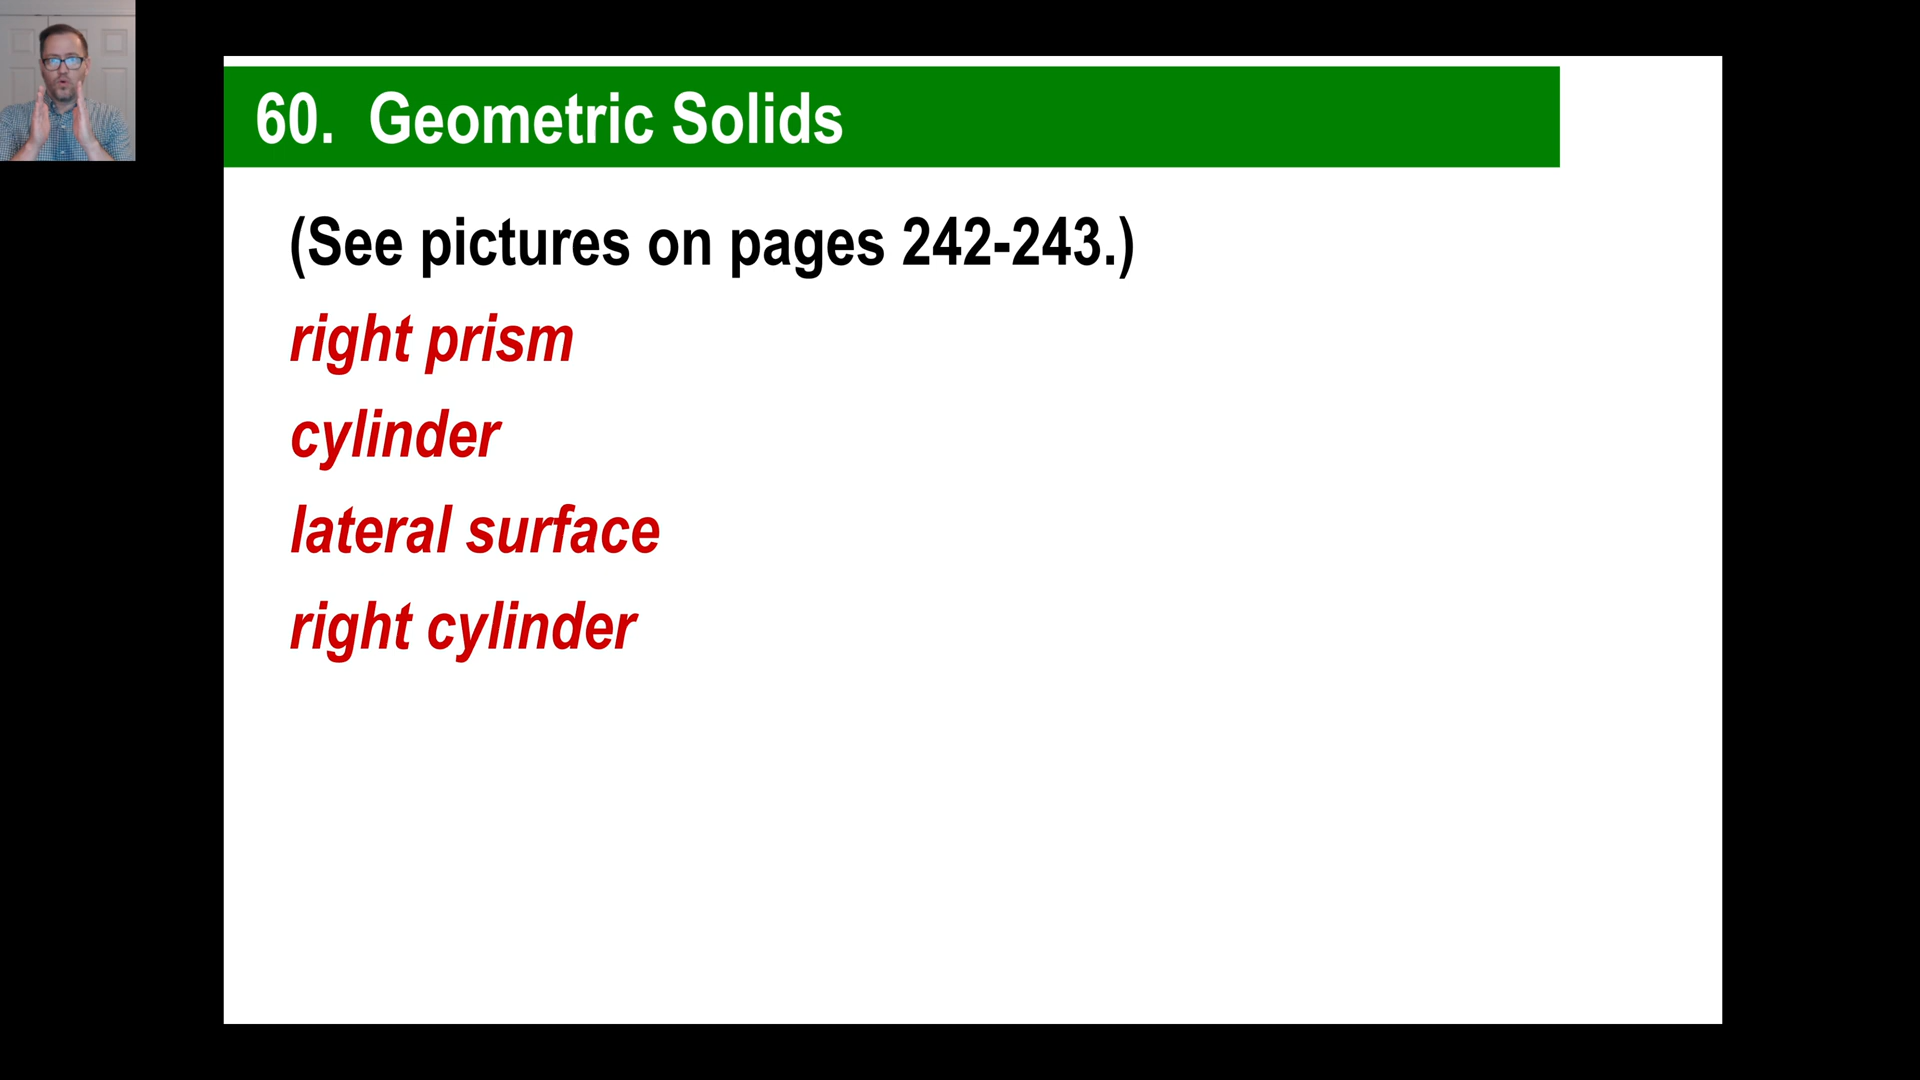 60. Geometric Solids
(See pictures on pages 242-243.)
right prism
cylinder
lateral surface
right cylinder